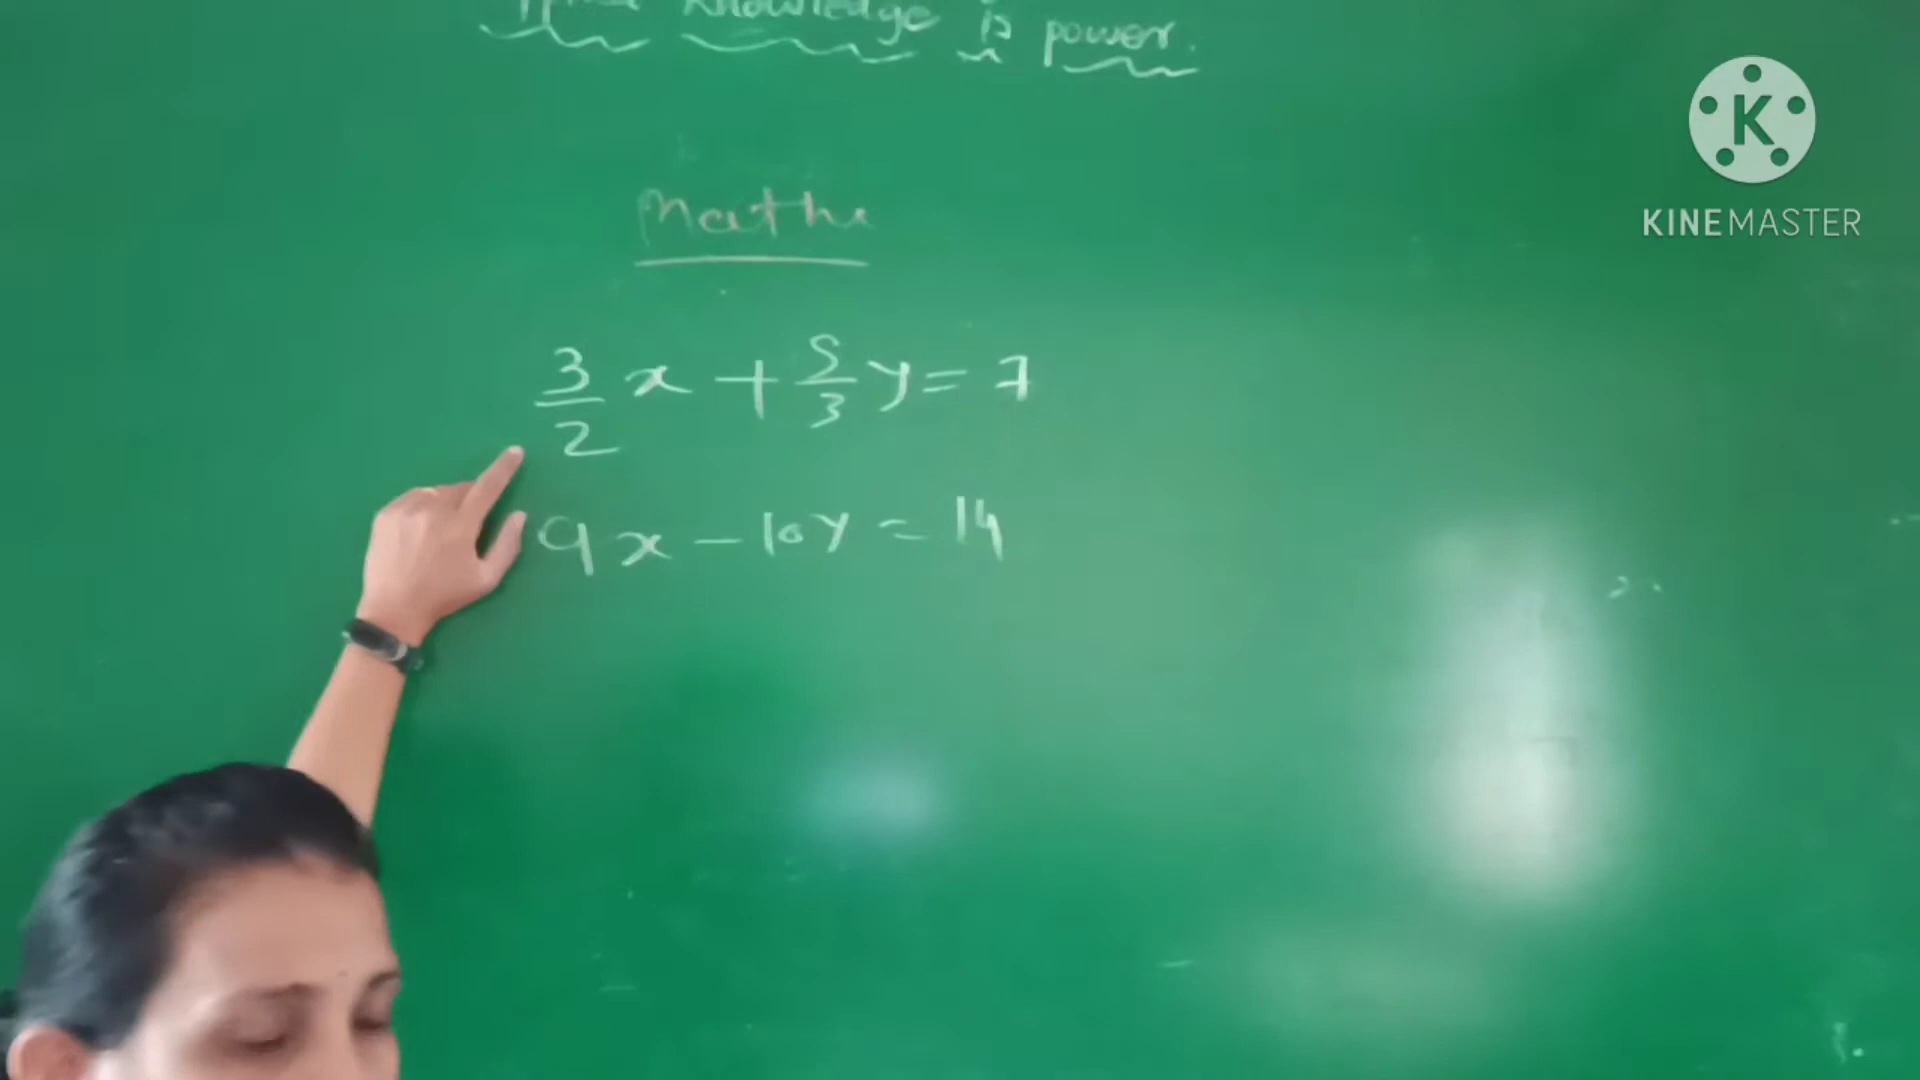 knowledge is power.
K
KINEMASTER
Maths
3/2 x + 5/3 y = 7
9x - 10y = 14